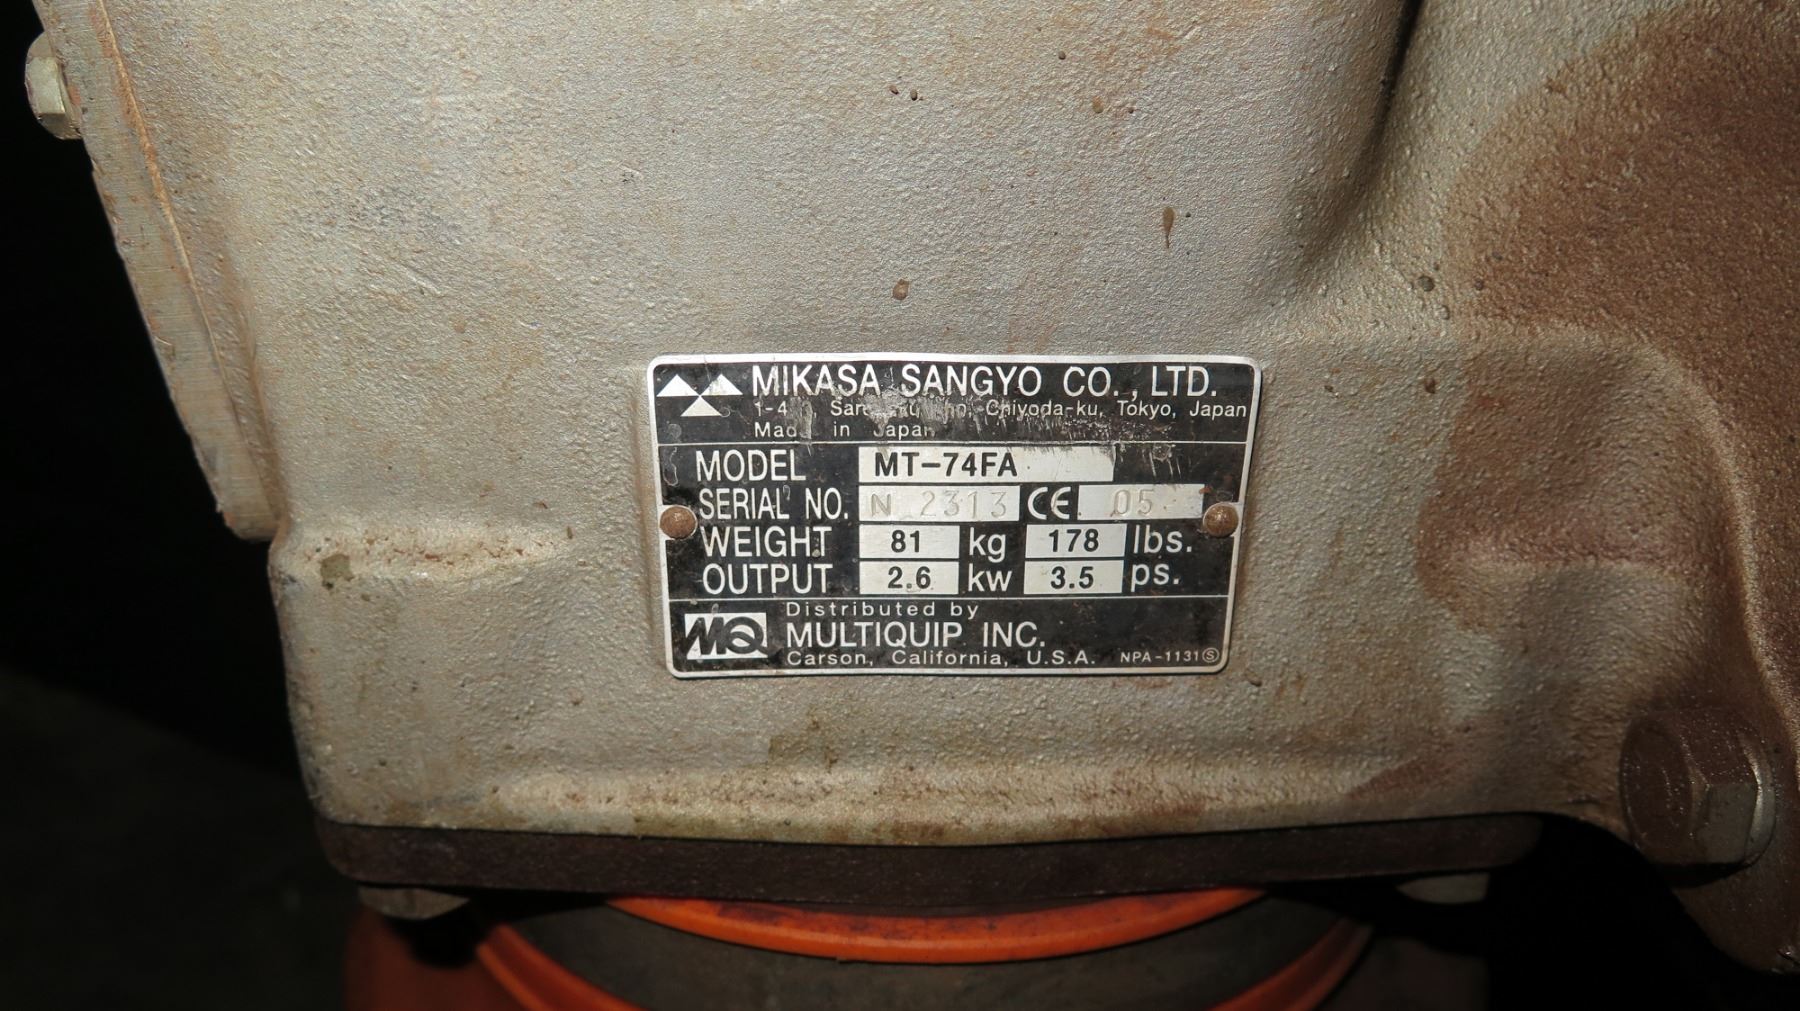 MIKASA SANGYO CO., LTD.
Chiyoda-ku, Tokyo, Japan
Made in Japan
MODEL MT-74FA
SERIAL NO. N 2313 CE 05
WEIGHT 81 kg 178 lbs.
OUTPUT 2.6 kw 3.5 ps.
MQ Distributed by
MULTIQUIP INC.
Carson, California, U.S.A. NPA-1131Ⓢ